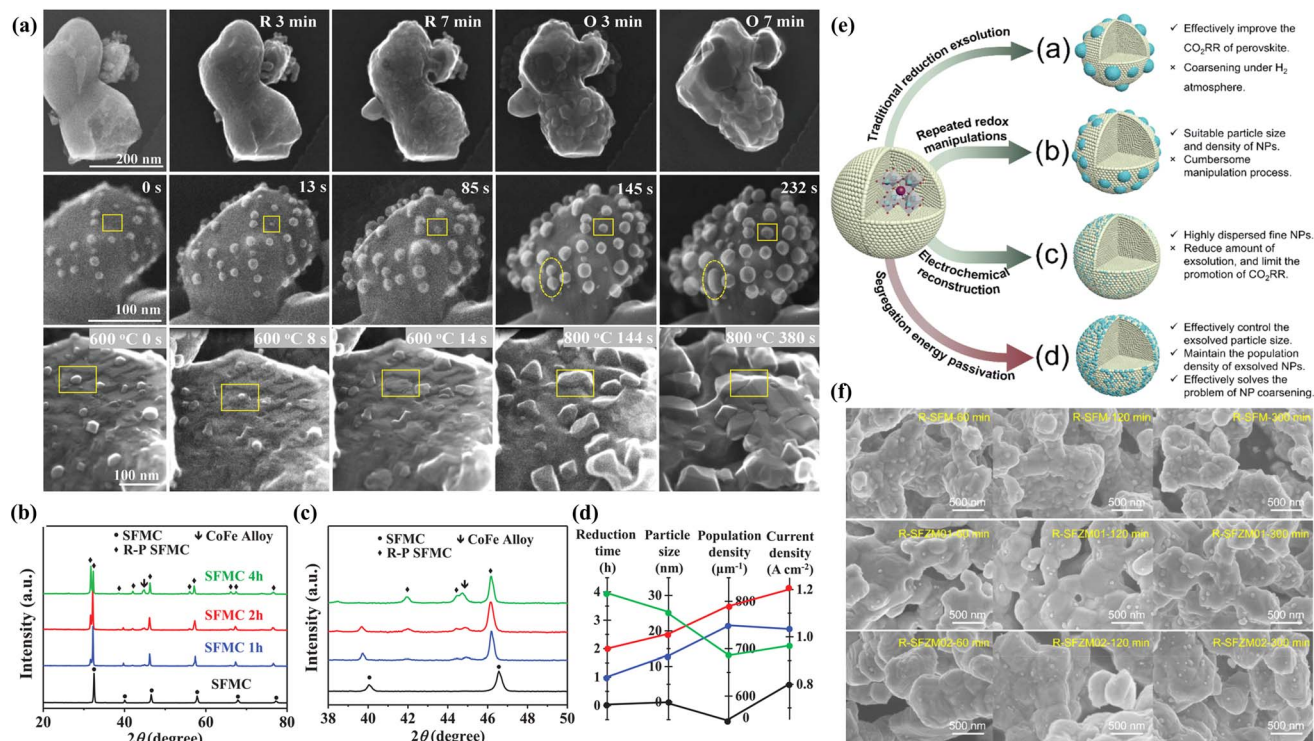 (a)
R 3 min
R 7 min
O 3 min
O 7 min
200 nm
0 s
13 s
85 s
145 s
232 s
100 nm
600 °C 0 s
600 °C 8 s
600 °C 14 s
800 °C 144 s
800 °C 380 s
100 nm
(b)
SFMC
CoFe Alloy
R-P SFMC
SFMC 4h
SFMC 2h
SFMC 1h
SFMC
Intensity (a.u.)
20 40 60 80
2θ(degree)
(c)
SFMC
CoFe Alloy
R-P SFMC
Intensity (a.u.)
38 40 42 44 46 48 50
2θ(degree)
(d)
Reduction time (h)
Particle size (nm)
Population density (μm⁻¹)
Current density (A cm⁻²)
4
3
2
1
0
30
20
10
0
800
700
600
0
1.2
1.0
0.8
(e)
Traditional reduction exsolution
Repeated redox manipulations
Electrochemical reconstruction
Segregation energy passivation
(a)
✓ Effectively improve the
CO₂RR of perovskite.
× Coarsening under H₂
atmosphere.
(b)
✓ Suitable particle size
and density of NPs.
× Cumbersome
manipulation process.
(c)
✓ Highly dispersed fine NPs.
× Reduce amount of
exsolution, and limit the
promotion of CO₂RR.
(d)
✓ Effectively control the
exsolved particle size.
✓ Maintain the population
density of exsolved NPs.
✓ Effectively solves the
problem of NP coarsening.
(f)
R-SFM-60 min
R-SFM-120 min
R-SFM-300 min
500 nm
500 nm
500 nm
R-SFZM01-60 min
R-SFZM01-120 min
R-SFZM01-300 min
500 nm
500 nm
500 nm
R-SFZM02-60 min
R-SFZM02-120 min
R-SFZM02-300 min
500 nm
500 nm
500 nm